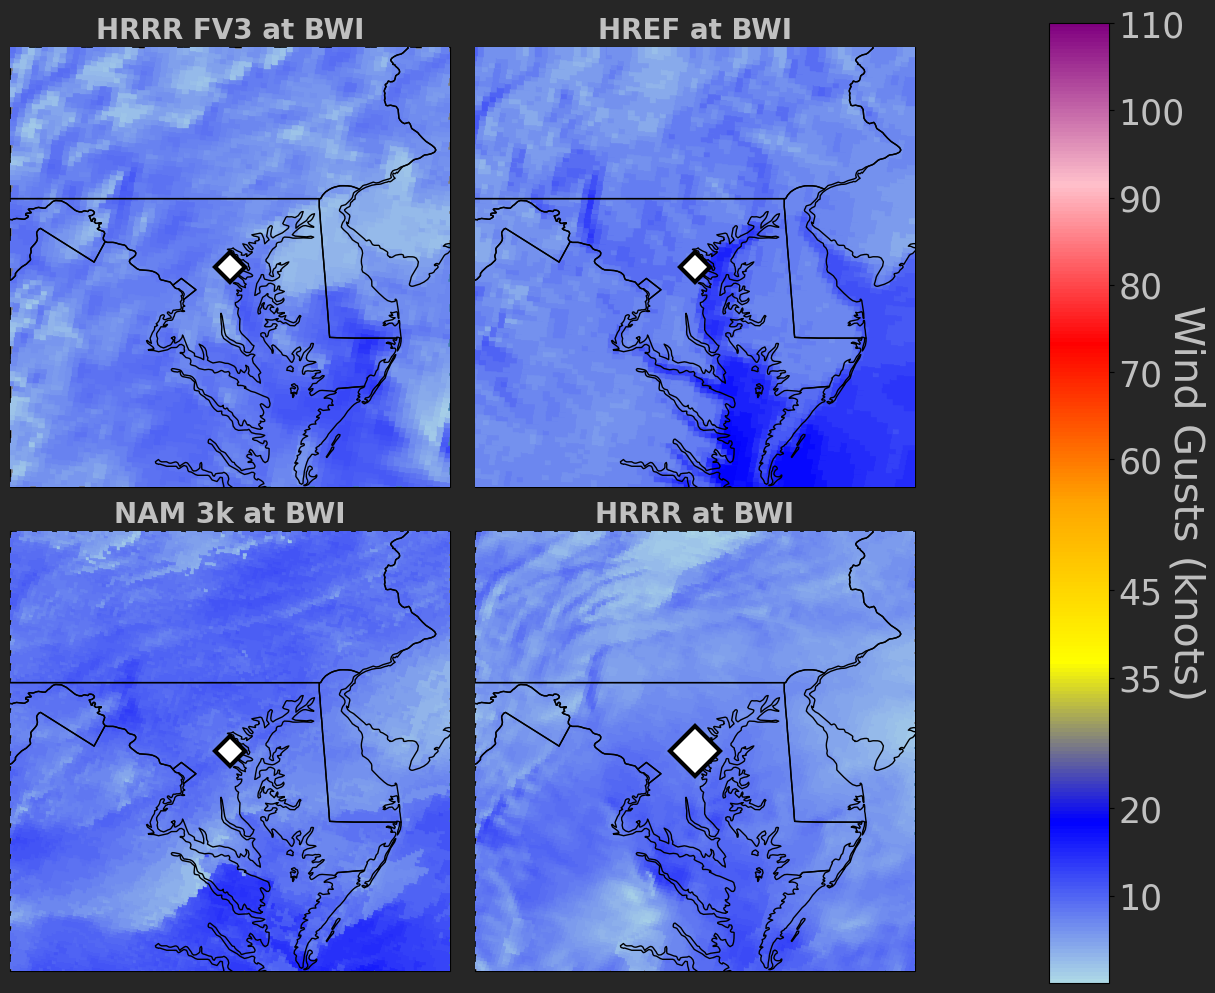 HRRR FV3 at BWI
HREF at BWI
NAM 3k at BWI
HRRR at BWI
110
100
90
80
70
60
45
35
20
10
Wind Gusts (knots)